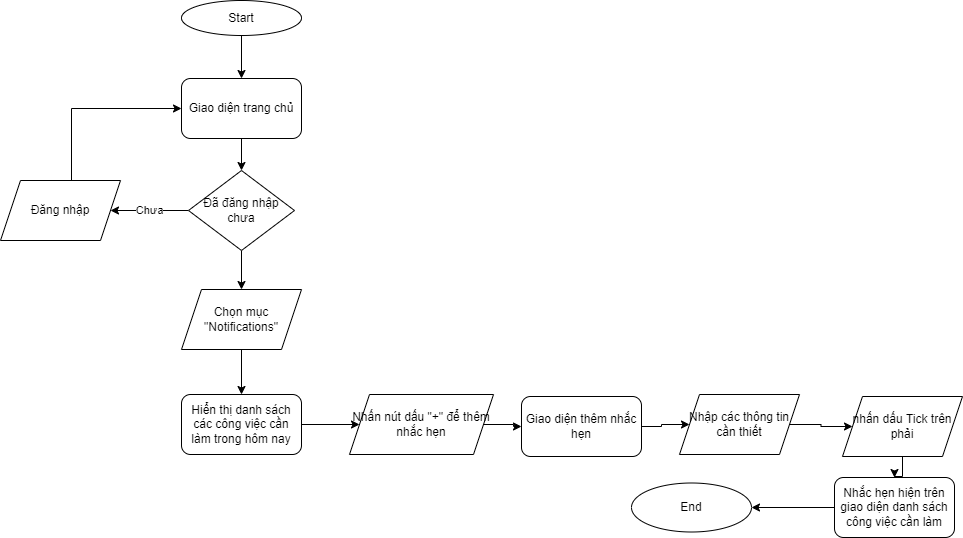 Start
Giao diện trang chủ
Đăng nhập
Chưa
Đã đăng nhập
chưa
Chọn mục
"Notifications"
Hiển thị danh sách
các công việc cần
làm trong hôm nay
Nhấn nút dấu "+" để thêm
nhắc hẹn
Giao diện thêm nhắc
hẹn
Nhập các thông tin
cần thiết
nhấn dấu Tick trên
phải
Nhắc hẹn hiện trên
giao diện danh sách
công việc cần làm
End